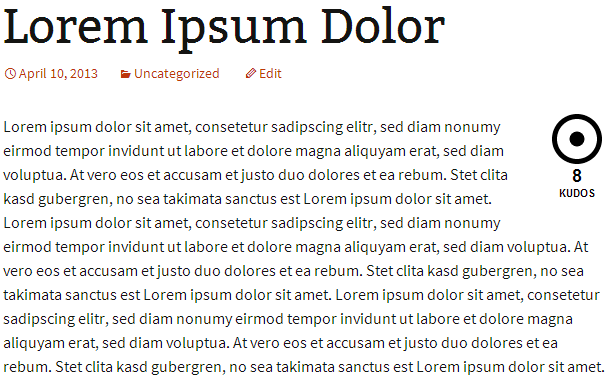 Lorem Ipsum Dolor
April 10, 2013 Uncategorized Edit
Lorem ipsum dolor sit amet, consetetur sadipscing elitr, sed diam nonumy
eirmod tempor invidunt ut labore et dolore magna aliquyam erat, sed diam
voluptua. At vero eos et accusam et justo duo dolores et ea rebum. Stet clita
kasd gubergren, no sea takimata sanctus est Lorem ipsum dolor sit amet.
8
KUDOS
Lorem ipsum dolor sit amet, consetetur sadipscing elitr, sed diam nonumy
eirmod tempor invidunt ut labore et dolore magna aliquyam erat, sed diam voluptua. At
vero eos et accusam et justo duo dolores et ea rebum. Stet clita kasd gubergren, no sea
takimata sanctus est Lorem ipsum dolor sit amet. Lorem ipsum dolor sit amet, consetetur
sadipscing elitr, sed diam nonumy eirmod tempor invidunt ut labore et dolore magna
aliquyam erat, sed diam voluptua. At vero eos et accusam et justo duo dolores et ea
rebum. Stet clita kasd gubergren, no sea takimata sanctus est Lorem ipsum dolor sit amet.